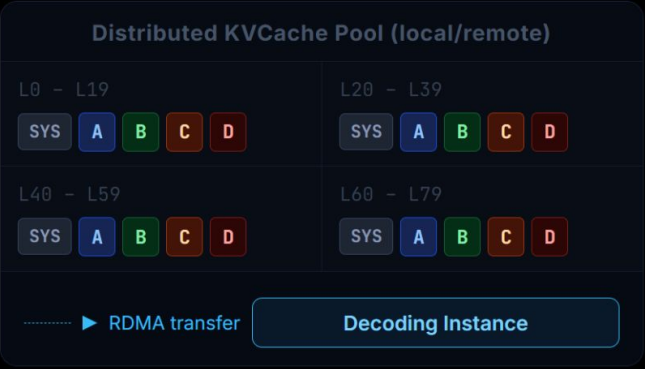 Distributed KVCache Pool (local/remote)
L0 – L19
SYS A B C D
L20 – L39
SYS A B C D
L40 – L59
SYS A B C D
L60 – L79
SYS A B C D
RDMA transfer
Decoding Instance